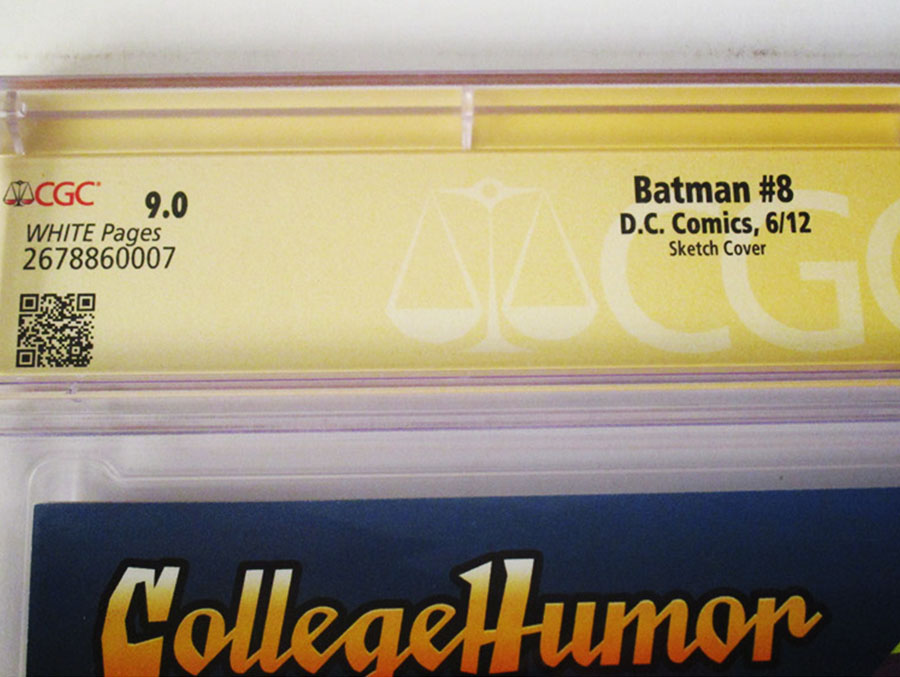 CGC
9.0
WHITE Pages
2678860007
Batman #8
D.C. Comics, 6/12
Sketch Cover
CGC
CollegeHumor